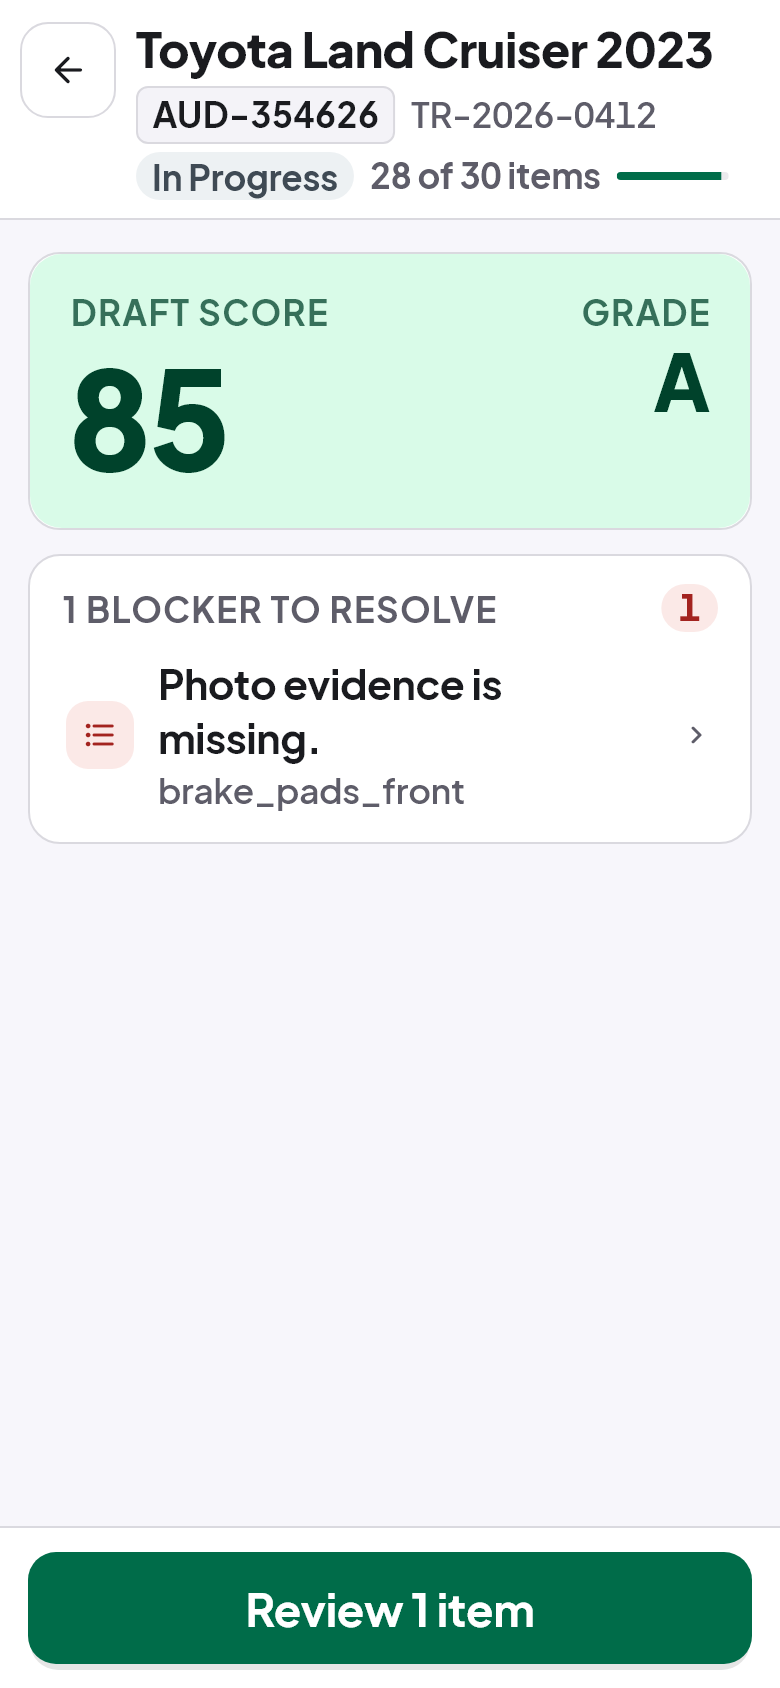 Toyota Land Cruiser 2023
AUD-354626 TR-2026-0412
In Progress 28 of 30 items
DRAFT SCORE GRADE
85 A
1 BLOCKER TO RESOLVE 1
Photo evidence is
missing.
brake_pads_front
Review 1 item